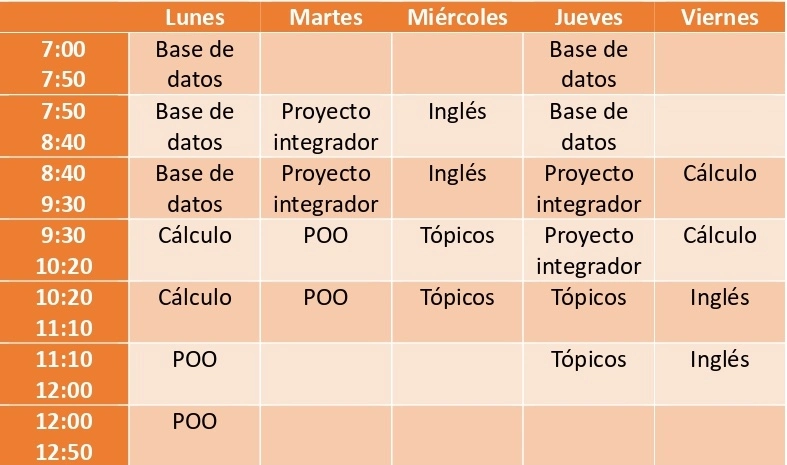 Lunes Martes Miércoles Jueves Viernes
7:00 Base de Base de
7:50 datos datos
7:50 Base de Proyecto Inglés Base de
8:40 datos integrador datos
8:40 Base de Proyecto Inglés Proyecto Cálculo
9:30 datos integrador integrador
9:30 Cálculo POO Tópicos Proyecto Cálculo
10:20 integrador
10:20 Cálculo POO Tópicos Tópicos Inglés
11:10
11:10 POO Tópicos Inglés
12:00
12:00 POO
12:50